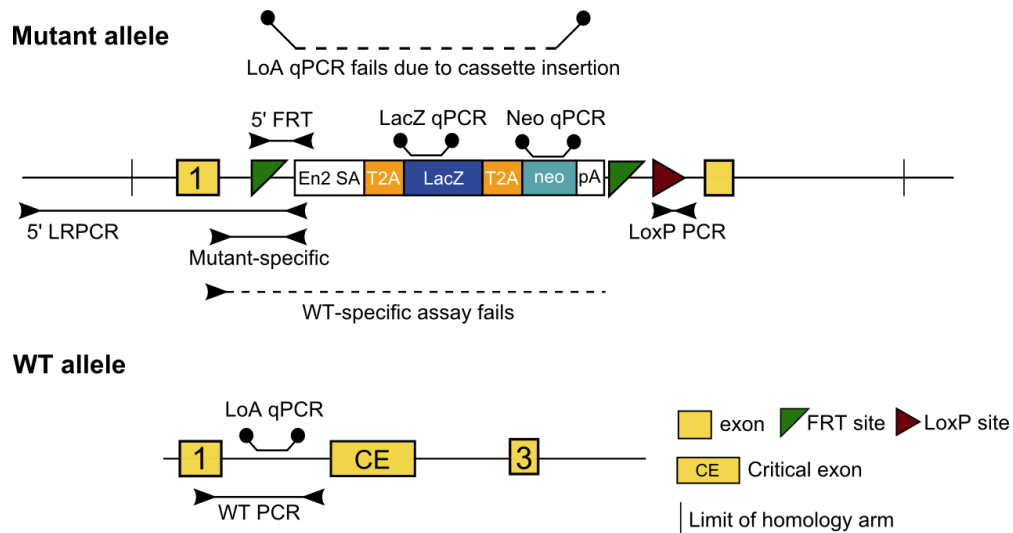 Mutant allele
LoA qPCR fails due to cassette insertion
5' FRT
LacZ qPCR
Neo qPCR
1
En2 SA
T2A
LacZ
T2A
neo
pA
5' LRPCR
LoxP PCR
Mutant-specific
WT-specific assay fails
WT allele
LoA qPCR
1
CE
3
WT PCR
exon
FRT site
LoxP site
CE
Critical exon
Limit of homology arm